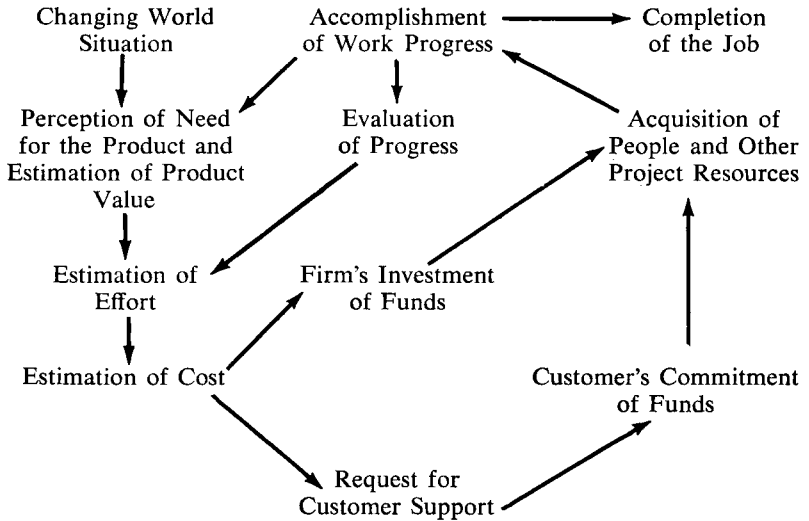 Changing World
Situation
Accomplishment
of Work Progress
Completion
of the Job
Perception of Need
for the Product and
Estimation of Product
Value
Evaluation
of Progress
Acquisition of
People and Other
Project Resources
Estimation of
Effort
Firm's Investment
of Funds
Estimation of Cost
Customer's Commitment
of Funds
Request for
Customer Support